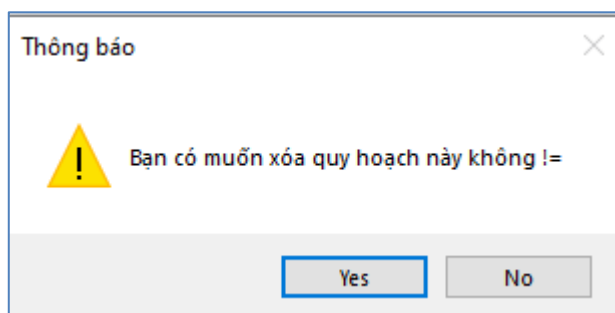 Thông báo
Bạn có muốn xóa quy hoạch này không !=
Yes
No